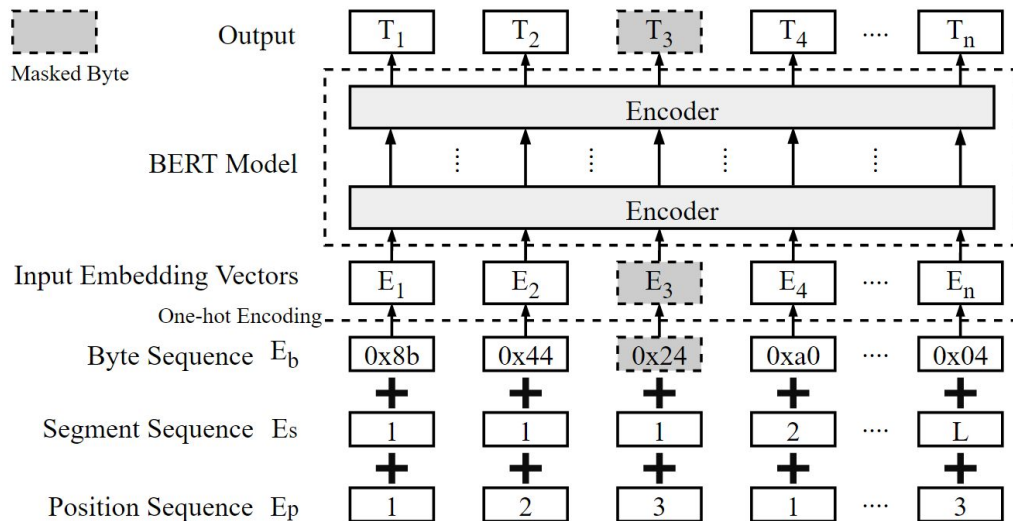 Output T1 T2 T3 T4 .... Tn
Masked Byte
Encoder
BERT Model
Encoder
Input Embedding Vectors E1 E2 E3 E4 .... En
One-hot Encoding
Byte Sequence Eb 0x8b 0x44 0x24 0xa0 .... 0x04
+ + + + +
Segment Sequence Es 1 1 1 2 .... L
+ + + + +
Position Sequence Ep 1 2 3 1 .... 3